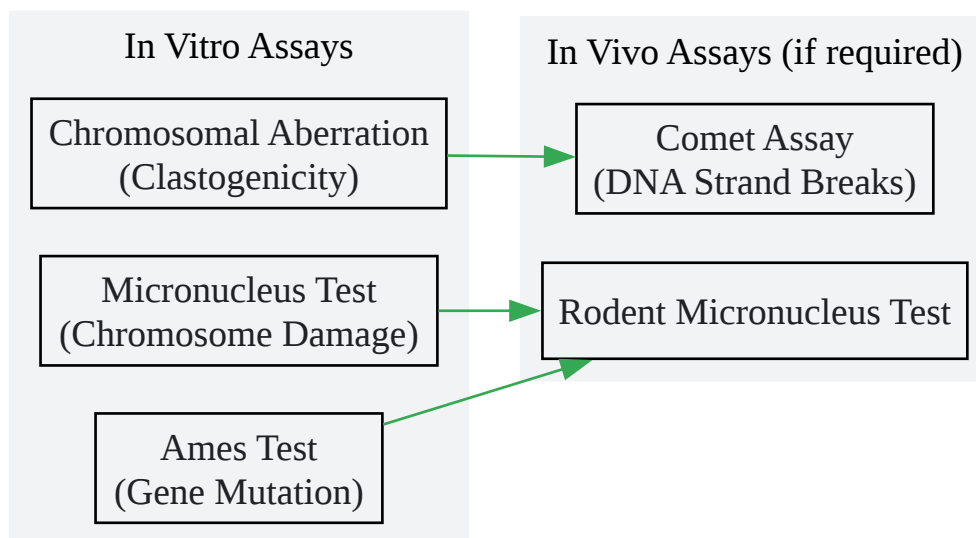 In Vitro Assays
Chromosomal Aberration
(Clastogenicity)
Micronucleus Test
(Chromosome Damage)
Ames Test
(Gene Mutation)
In Vivo Assays (if required)
Comet Assay
(DNA Strand Breaks)
Rodent Micronucleus Test